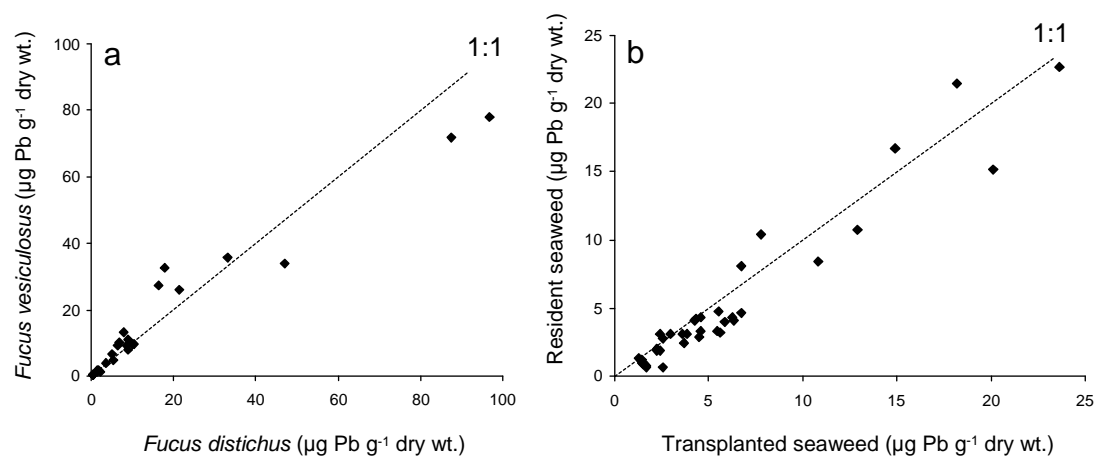 a
1:1
Fucus vesiculosus (µg Pb g-1 dry wt.)
100
80
60
40
20
0
0 20 40 60 80 100
Fucus distichus (µg Pb g-1 dry wt.)
b
1:1
Resident seaweed (µg Pb g-1 dry wt.)
25
20
15
10
5
0
0 5 10 15 20 25
Transplanted seaweed (µg Pb g-1 dry wt.)